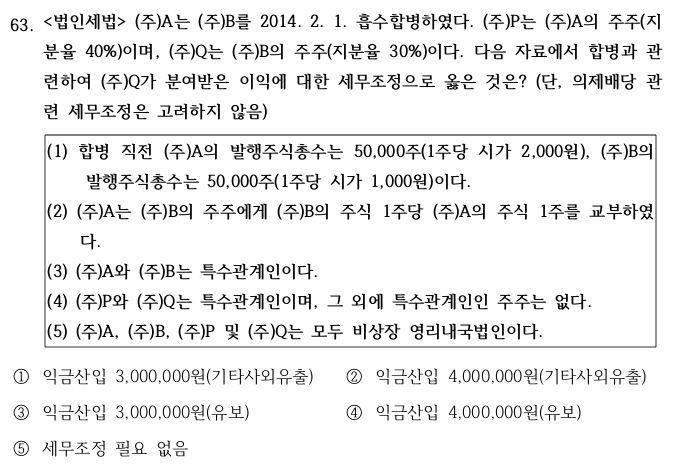 63. <법인세법> (주)A는 (주)B를 2014. 2. 1. 흡수합병하였다. (주)P는 (주)A의 주주(지
분율 40%)이며, (주)Q는 (주)B의 주주(지분율 30%)이다. 다음 자료에서 합병과 관
련하여 (주)Q가 분여받은 이익에 대한 세무조정으로 옳은 것은? (단, 의제배당 관
련 세무조정은 고려하지 않음)
(1) 합병 직전 (주)A의 발행주식총수는 50,000주(1주당 시가 2,000원), (주)B의
발행주식총수는 50,000주(1주당 시가 1,000원)이다.
(2) (주)A는 (주)B의 주주에게 (주)B의 주식 1주당 (주)A의 주식 1주를 교부하였
다.
(3) (주)A와 (주)B는 특수관계인이다.
(4) (주)P와 (주)Q는 특수관계인이며, 그 외에 특수관계인인 주주는 없다.
(5) (주)A, (주)B, (주)P 및 (주)Q는 모두 비상장 영리내국법인이다.
① 익금산입 3,000,000원(기타사외유출) ② 익금산입 4,000,000원(기타사외유출)
③ 익금산입 3,000,000원(유보) ④ 익금산입 4,000,000원(유보)
⑤ 세무조정 필요 없음